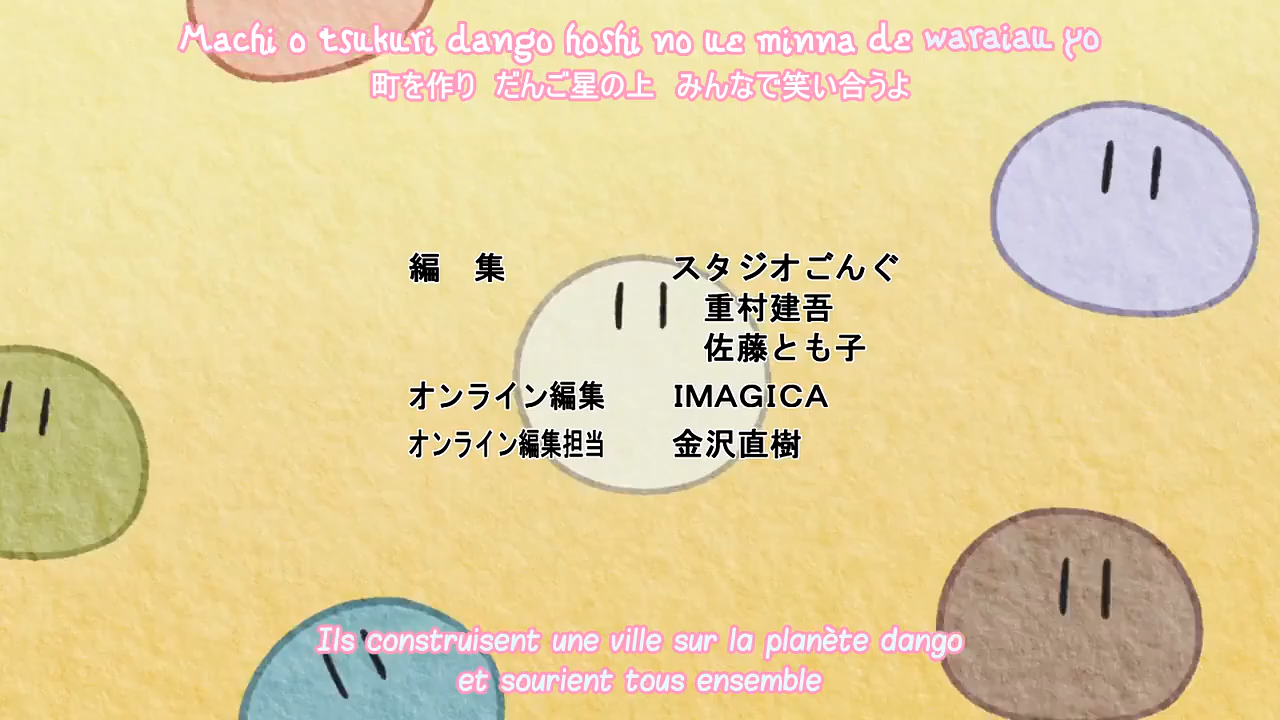 Machi o tsukuri dango hoshi no ue minna de waraiau yo
町を作り だんご星の上 みんなで笑い合うよ
編 集 スタジオごんぐ
重村建吾
佐藤とも子
オンライン編集 IMAGICA
オンライン編集担当 金沢直樹
Ils construisent une ville sur la planète dango
et sourient tous ensemble